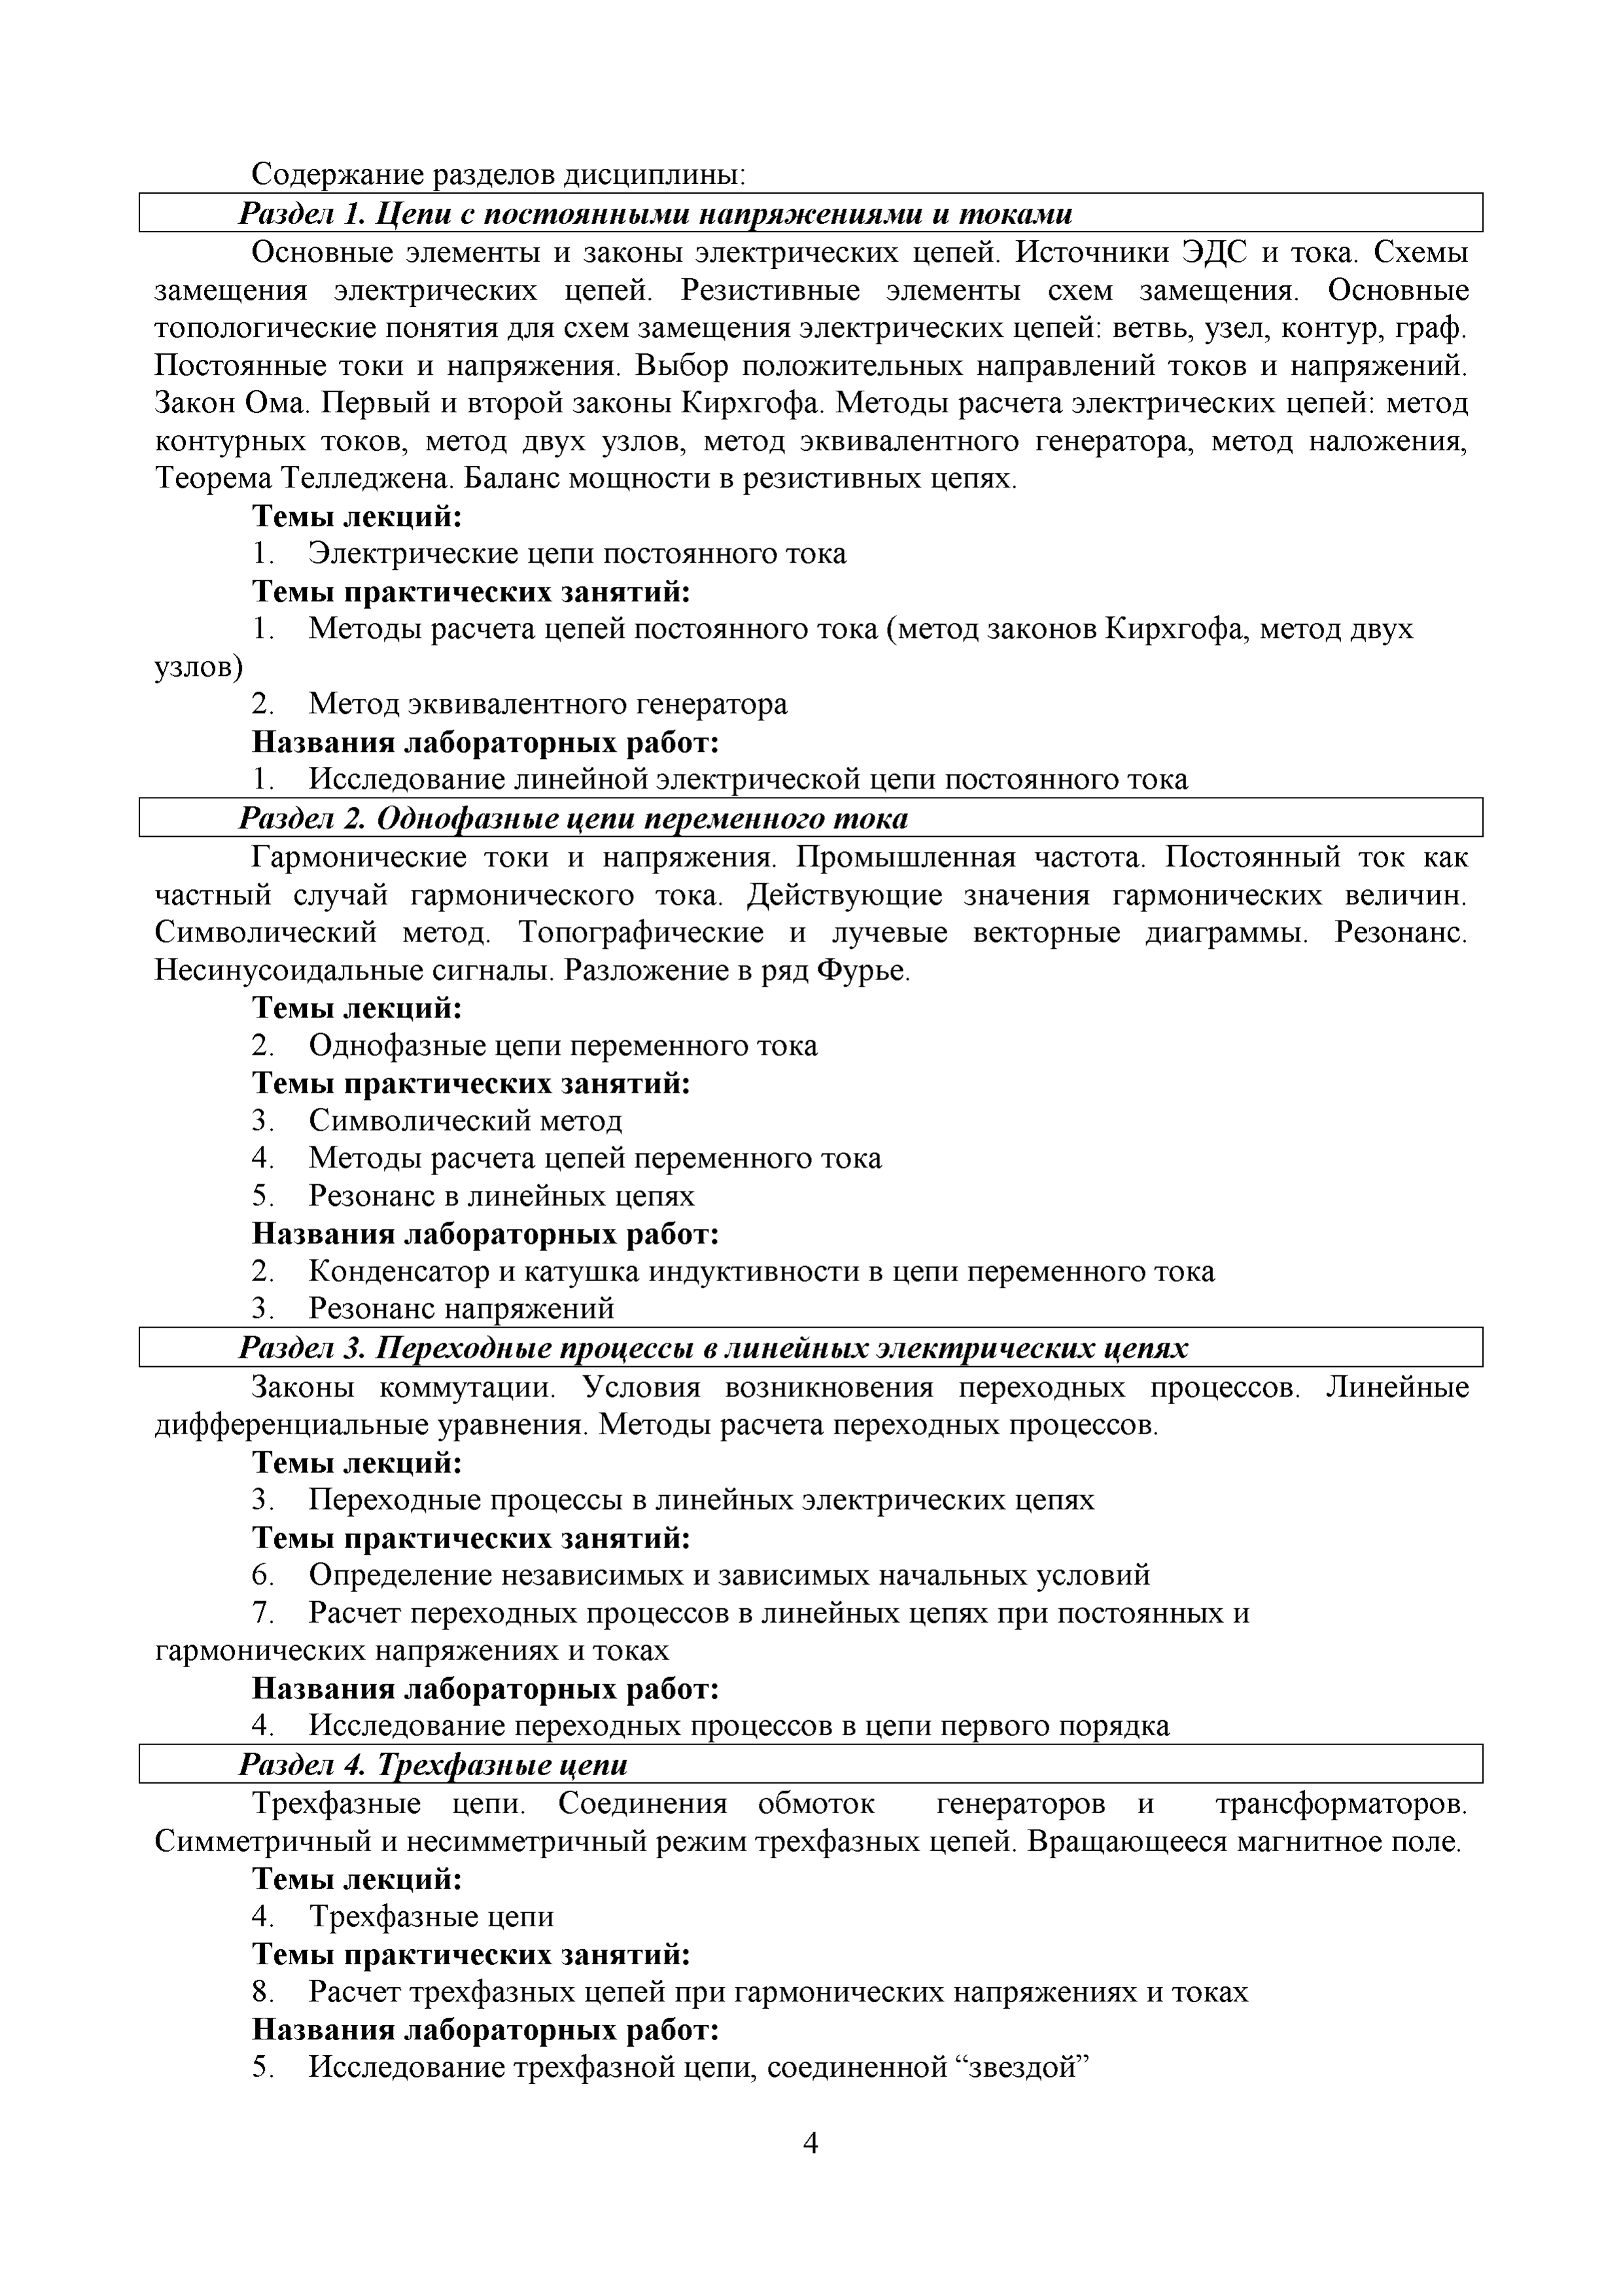 Содержание разделов дисциплины:
Раздел 1. Цепи с постоянными напряжениями и токами
Основные элементы и законы электрических цепей. Источники ЭДС и тока. Схемы
замещения электрических цепей. Резистивные элементы схем замещения. Основные
топологические понятия для схем замещения электрических цепей: ветвь, узел, контур, граф.
Постоянные токи и напряжения. Выбор положительных направлений токов и напряжений.
Закон Ома. Первый и второй законы Кирхгофа. Методы расчета электрических цепей: метод
контурных токов, метод двух узлов, метод эквивалентного генератора, метод наложения,
Теорема Телледжена. Баланс мощности в резистивных цепях.
Темы лекций:
1. Электрические цепи постоянного тока
Темы практических занятий:
1. Методы расчета цепей постоянного тока (метод законов Кирхгофа, метод двух
узлов)
2. Метод эквивалентного генератора
Названия лабораторных работ:
1. Исследование линейной электрической цепи постоянного тока
Раздел 2. Однофазные цепи переменного тока
Гармонические токи и напряжения. Промышленная частота. Постоянный ток как
частный случай гармонического тока. Действующие значения гармонических величин.
Символический метод. Топографические и лучевые векторные диаграммы. Резонанс.
Несинусоидальные сигналы. Разложение в ряд Фурье.
Темы лекций:
2. Однофазные цепи переменного тока
Темы практических занятий:
3. Символический метод
4. Методы расчета цепей переменного тока
5. Резонанс в линейных цепях
Названия лабораторных работ:
2. Конденсатор и катушка индуктивности в цепи переменного тока
3. Резонанс напряжений
Раздел 3. Переходные процессы в линейных электрических цепях
Законы коммутации. Условия возникновения переходных процессов. Линейные
дифференциальные уравнения. Методы расчета переходных процессов.
Темы лекций:
3. Переходные процессы в линейных электрических цепях
Темы практических занятий:
6. Определение независимых и зависимых начальных условий
7. Расчет переходных процессов в линейных цепях при постоянных и
гармонических напряжениях и токах
Названия лабораторных работ:
4. Исследование переходных процессов в цепи первого порядка
Раздел 4. Трехфазные цепи
Трехфазные цепи. Соединения обмоток генераторов и трансформаторов.
Симметричный и несимметричный режим трехфазных цепей. Вращающееся магнитное поле.
Темы лекций:
4. Трехфазные цепи
Темы практических занятий:
8. Расчет трехфазных цепей при гармонических напряжениях и токах
Названия лабораторных работ:
5. Исследование трехфазной цепи, соединенной “звездой”
4